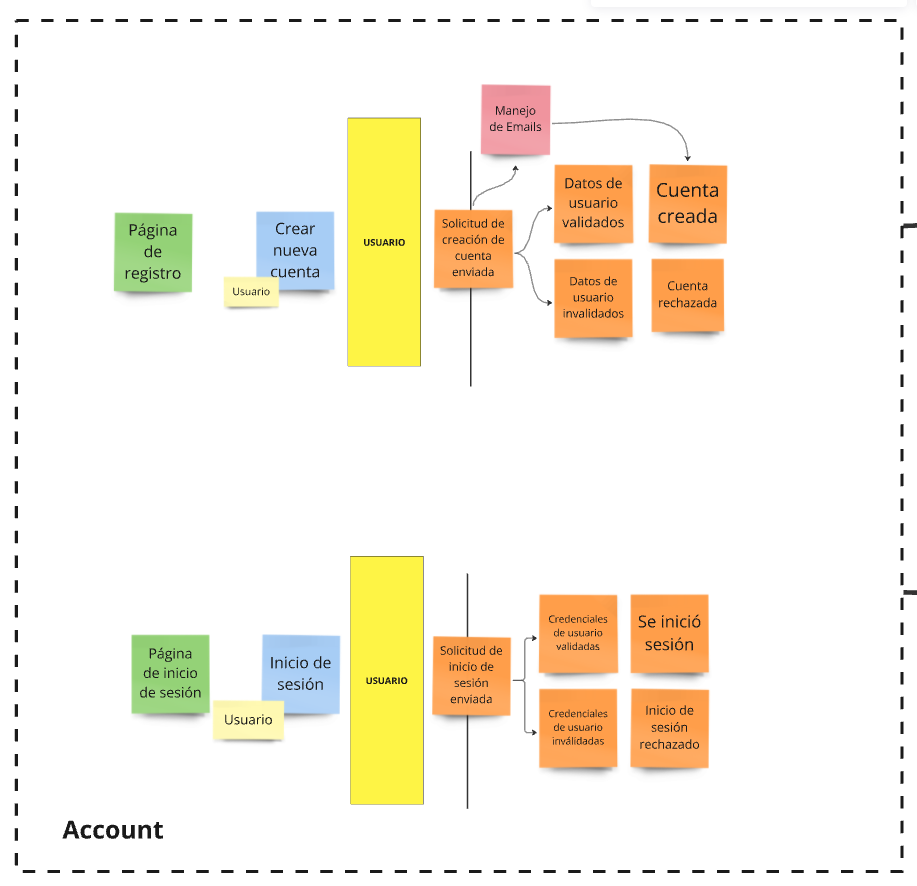 Manejo
de Emails
Página
de
registro
Crear
nueva
cuenta
Usuario
USUARIO
Solicitud de
creación de
cuenta
enviada
Datos de
usuario
validados
Cuenta
creada
Datos de
usuario
invalidados
Cuenta
rechazada
Página
de inicio
de sesión
Inicio de
sesión
Usuario
USUARIO
Solicitud de
inicio de
sesión
enviada
Credenciales
de usuario
validadas
Se inició
sesión
Credenciales
de usuario
inválidadas
Inicio de
sesión
rechazado
Account